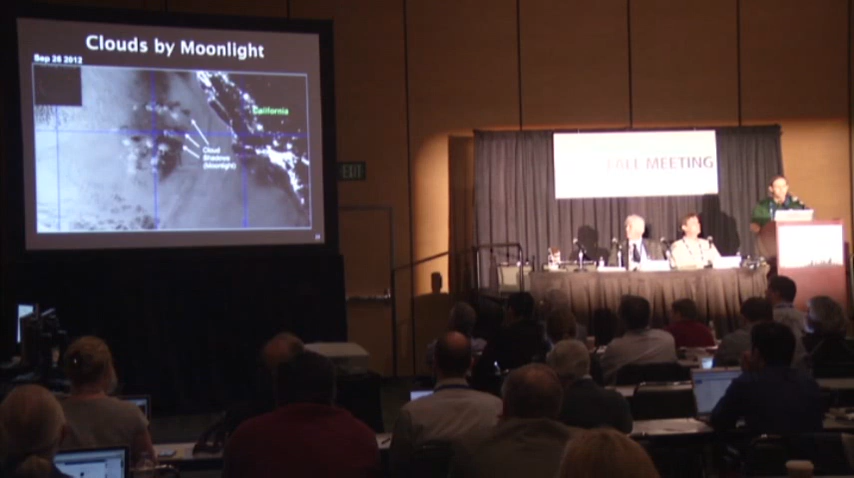 Clouds by Moonlight
Sep 26 2012
California
Cloud
Shadows
(Moonlight)
EXIT
FALL MEETING